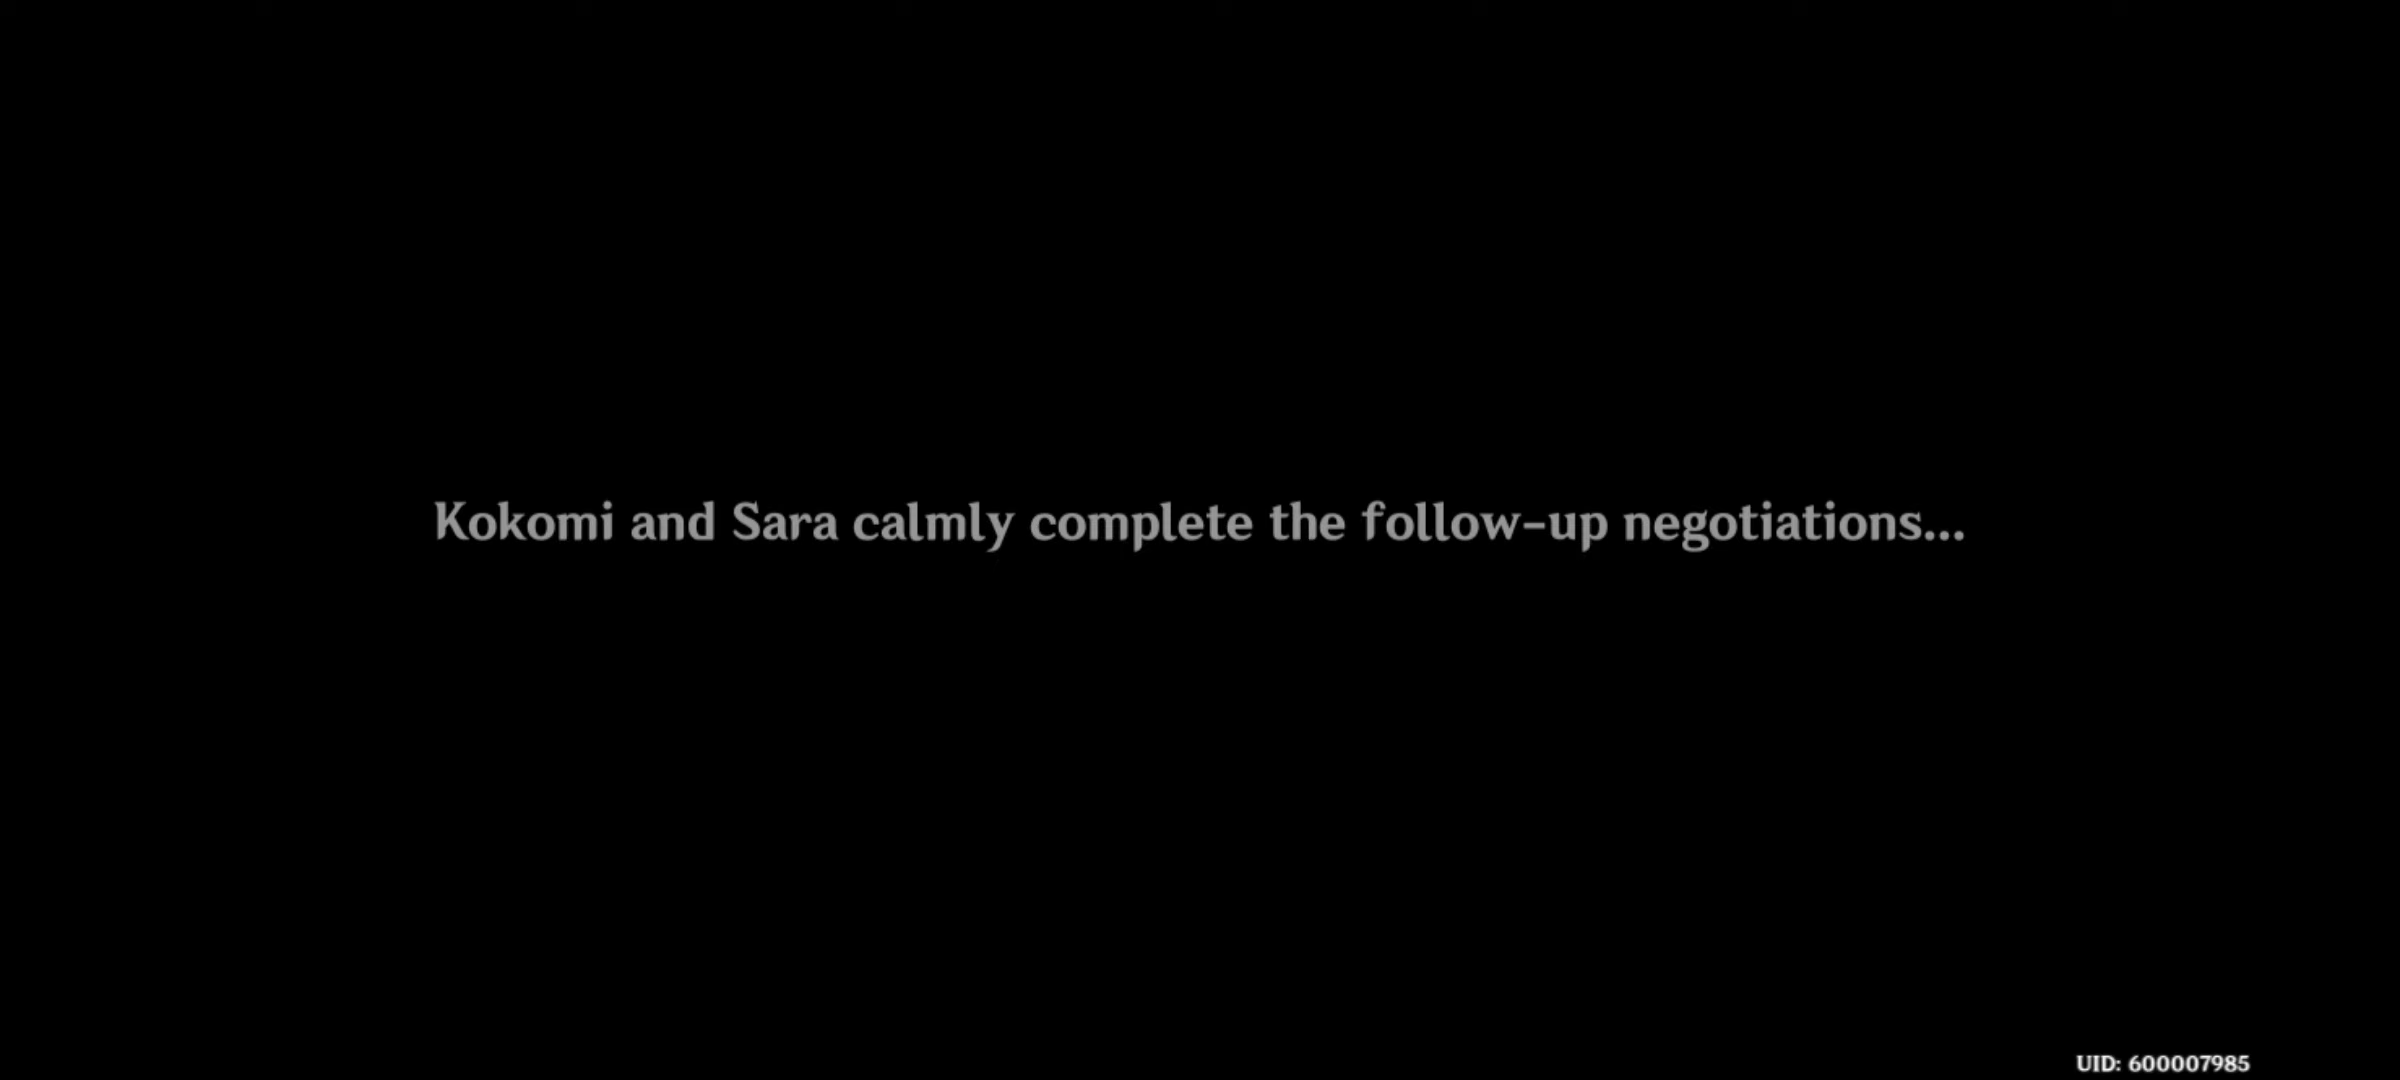 Kokomi and Sara calmly complete the follow-up negotiations...
UID: 600007985